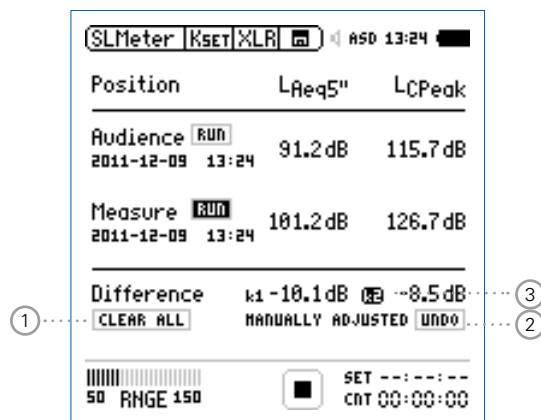 SLMeter KSET XLR ASD 13:24
Position LAeq5" LCPeak
Audience RUN 91.2dB 115.7dB
2011-12-09 13:24
Measure RUN 101.2dB 126.7dB
2011-12-09 13:24
Difference k1 -10.1dB k2 -8.5dB 3
1 CLEAR ALL MANUALLY ADJUSTED UNDO 2
SET --:--:--
50 RNGE 150 CNT 00:00:00